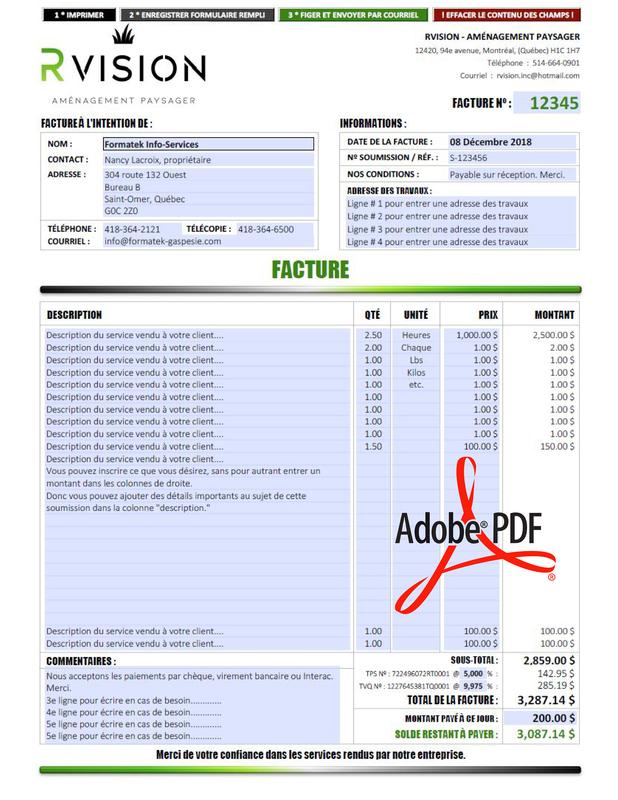 1 * IMPRIMER 2 * ENREGISTRER FORMULAIRE REMPLI 3 * FIGER ET ENVOYER PAR COURRIEL ! EFFACER LE CONTENU DES CHAMPS !
RVISION
AMÉNAGEMENT PAYSAGER
RVISION - AMÉNAGEMENT PAYSAGER
12420, 94e avenue, Montréal, (Québec) H1C 1H7
Téléphone : 514-664-0901
Courriel : rvision.inc@hotmail.com
FACTURE Nº : 12345
FACTURE À L'INTENTION DE :
NOM : Formatek Info-Services
CONTACT : Nancy Lacroix, propriétaire
ADRESSE : 304 route 132 Ouest
Bureau B
Saint-Omer, Québec
G0C 2Z0
TÉLÉPHONE : 418-364-2121 TÉLÉCOPIE : 418-364-6500
COURRIEL : info@formatek-gaspesie.com
INFORMATIONS :
DATE DE LA FACTURE : 08 Décembre 2018
Nº SOUMISSION / RÉF. : S-123456
NOS CONDITIONS : Payable sur réception. Merci.
ADRESSE DES TRAVAUX :
Ligne # 1 pour entrer une adresse des travaux
Ligne # 2 pour entrer une adresse des travaux
Ligne # 3 pour entrer une adresse des travaux
Ligne # 4 pour entrer une adresse des travaux
FACTURE
DESCRIPTION QTÉ UNITÉ PRIX MONTANT
Description du service vendu à votre client.... 2.50 Heures 1,000.00 $ 2,500.00 $
Description du service vendu à votre client.... 2.00 Chaque 1.00 $ 2.00 $
Description du service vendu à votre client.... 1.00 Lbs 1.00 $ 1.00 $
Description du service vendu à votre client.... 1.00 Kilos 1.00 $ 1.00 $
Description du service vendu à votre client.... 1.00 etc. 1.00 $ 1.00 $
Description du service vendu à votre client.... 1.00 1.00 $ 1.00 $
Description du service vendu à votre client.... 1.00 1.00 $ 1.00 $
Description du service vendu à votre client.... 1.00 1.00 $ 1.00 $
Description du service vendu à votre client.... 1.00 1.00 $ 1.00 $
Description du service vendu à votre client.... 1.50 100.00 $ 150.00 $
Description du service vendu à votre client....
Vous pouvez inscrire ce que vous désirez, sans pour autrant entrer un
montant dans les colonnes de droite.
Donc vous pouvez ajouter des détails importants au sujet de cette
soumission dans la colonne "description."
Adobe® PDF
®
Description du service vendu à votre client.... 1.00 100.00 $ 100.00 $
Description du service vendu à votre client.... 1.00 100.00 $ 100.00 $
COMMENTAIRES :
Nous acceptons les paiements par chèque, virement bancaire ou Interac.
Merci.
3e ligne pour écrire en cas de besoin.............
4e ligne pour écrire en cas de besoin.............
5e ligne pour écrire en cas de besoin.............
5e ligne pour écrire en cas de besoin.............
SOUS-TOTAL : 2,859.00 $
TPS Nº : 722496072RT0001 @ 5,000 % : 142.95 $
TVQ Nº : 1227645381TQ0001 @ 9,975 % : 285.19 $
TOTAL DE LA FACTURE : 3,287.14 $
MONTANT PAYÉ À CE JOUR : 200.00 $
SOLDE RESTANT À PAYER : 3,087.14 $
Merci de votre confiance dans les services rendus par notre entreprise.